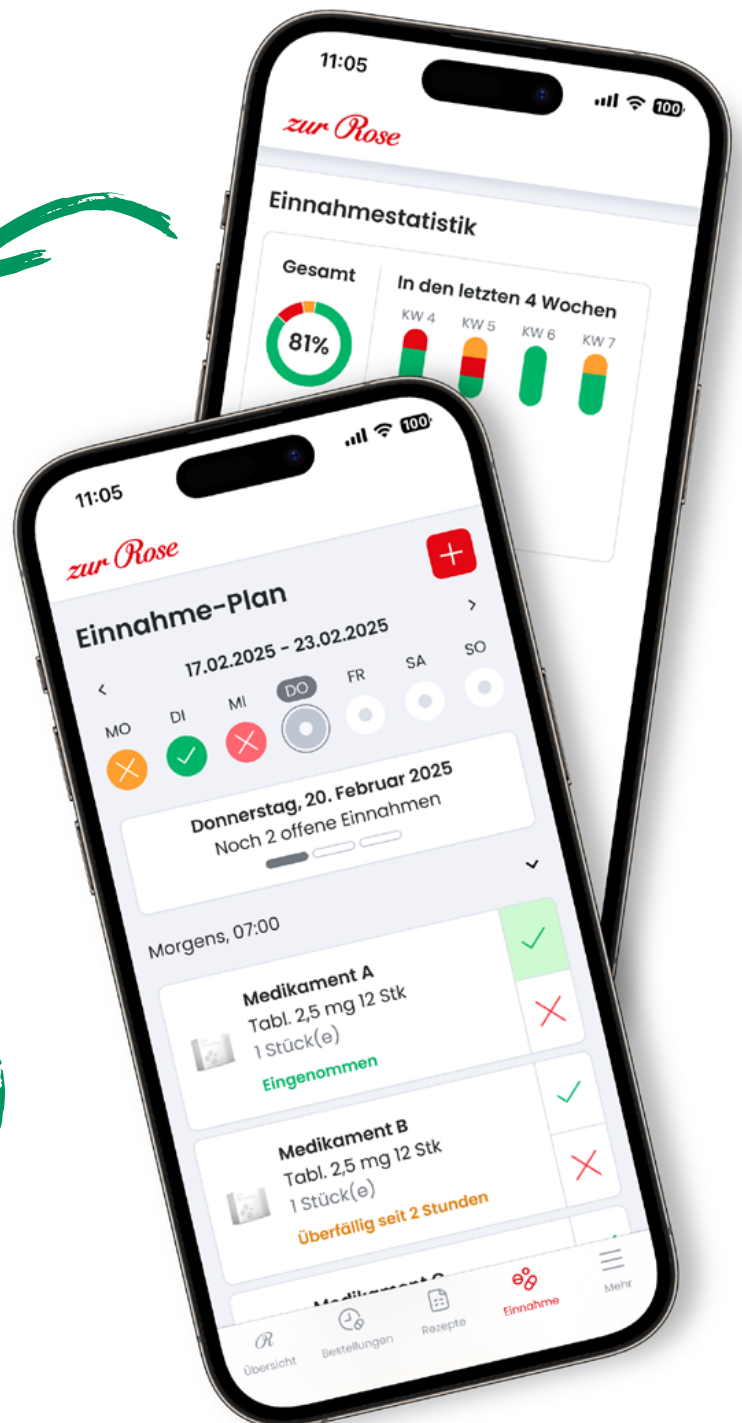 11:05
100
zur Rose
Einnahmestatistik
Gesamt
In den letzten 4 Wochen
KW 4 KW 5 KW 6 KW 7
81%
11:05
100
zur Rose
Einnahme-Plan
17.02.2025 - 23.02.2025
MO DI MI DO FR SA SO
Donnerstag, 20. Februar 2025
Noch 2 offene Einnahmen
Morgens, 07:00
Medikament A
Tabl. 2,5 mg 12 Stk
1 Stück(e)
Eingenommen
Medikament B
Tabl. 2,5 mg 12 Stk
1 Stück(e)
Überfällig seit 2 Stunden
Übersicht Bestellungen Rezepte Einnahme Mehr